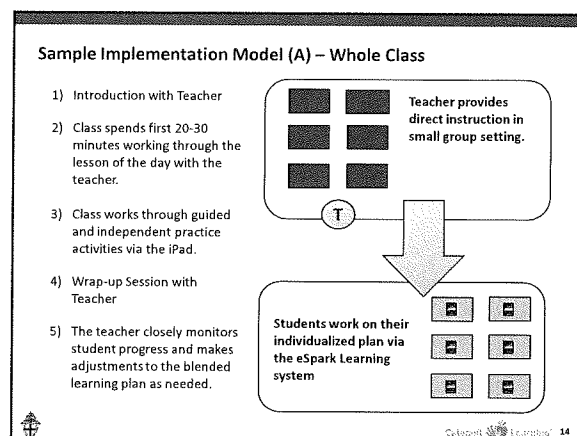 Sample Implementation Model (A) – Whole Class
1) Introduction with Teacher
2) Class spends first 20-30
minutes working through the
lesson of the day with the
teacher.
3) Class works through guided
and independent practice
activities via the iPad.
4) Wrap-up Session with
Teacher
5) The teacher closely monitors
student progress and makes
adjustments to the blended
learning plan as needed.
Teacher provides
direct instruction in
small group setting.
T
Students work on their
individualized plan via
the eSpark Learning
system
Catapult Learning
14